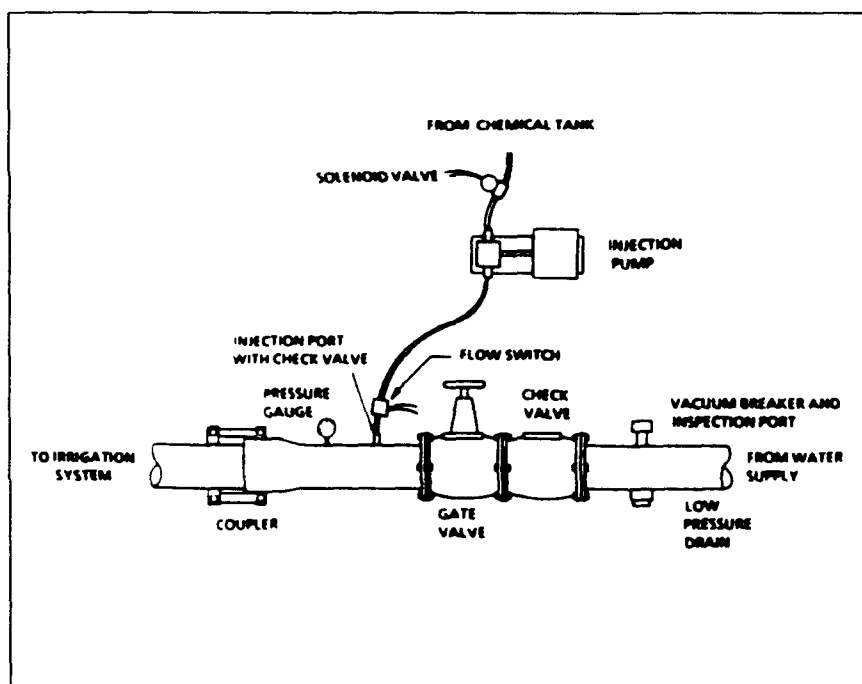 FROM CHEMICAL TANK
SOLENOID VALVE
INJECTION
PUMP
INJECTION PORT
WITH CHECK VALVE
FLOW SWITCH
PRESSURE
GAUGE
CHECK
VALVE
VACUUM BREAKER AND
INSPECTION PORT
TO IRRIGATION
SYSTEM
FROM WATER
SUPPLY
COUPLER
GATE
VALVE
LOW
PRESSURE
DRAIN